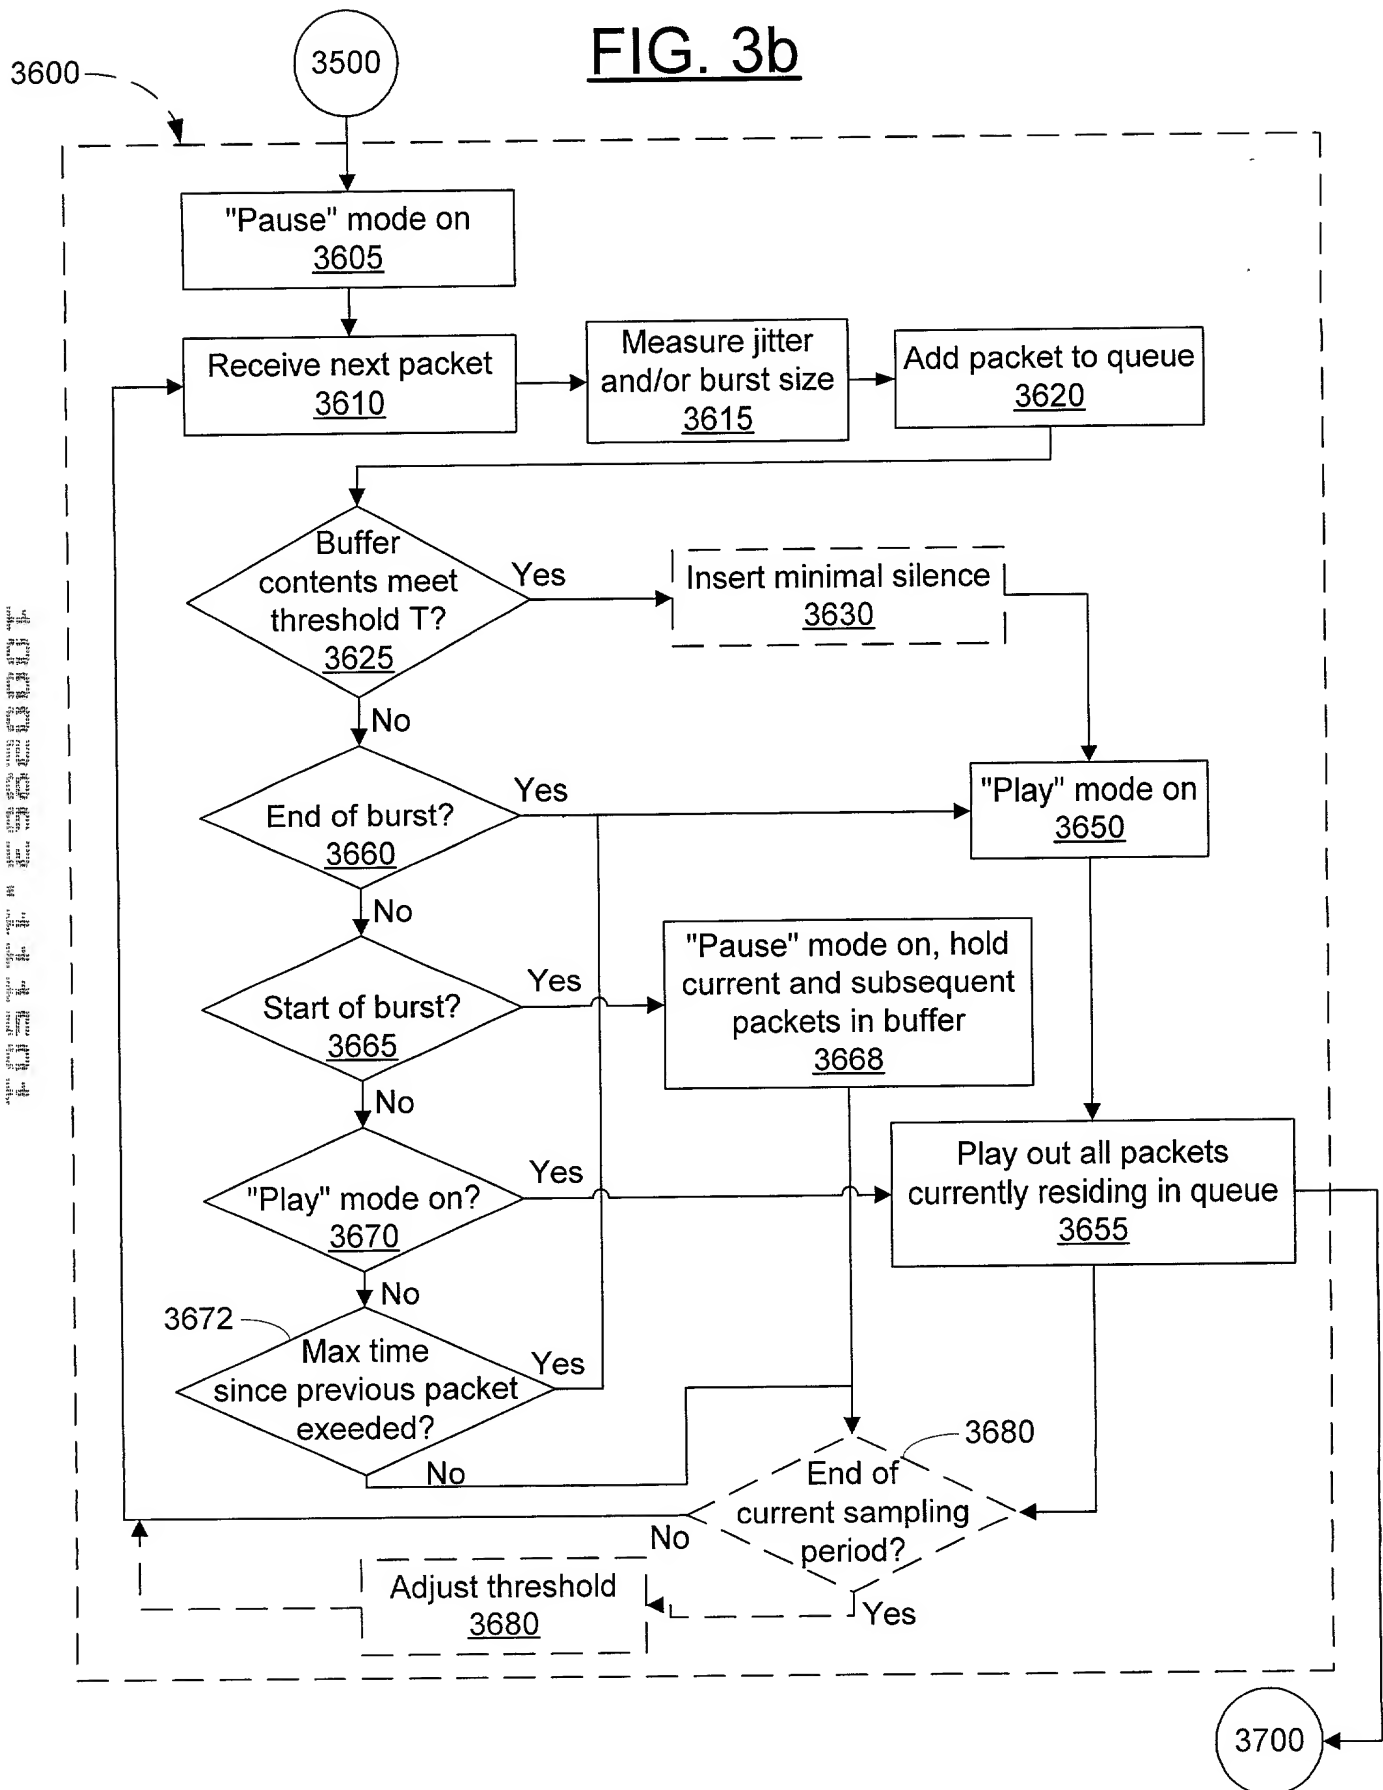 FIG. 3b
3500
3600
"Pause" mode on
3605
Receive next packet
3610
Measure jitter
and/or burst size
3615
Add packet to queue
3620
Buffer
contents meet
threshold T?
3625
Yes
No
Insert minimal silence
3630
End of burst?
3660
Yes
No
"Play" mode on
3650
Start of burst?
3665
Yes
No
"Pause" mode on, hold
current and subsequent
packets in buffer
3668
"Play" mode on?
3670
Yes
No
Play out all packets
currently residing in queue
3655
3672
Max time
since previous packet
exeeded?
Yes
No
3680
End of
current sampling
period?
No
Yes
Adjust threshold
3680
3700